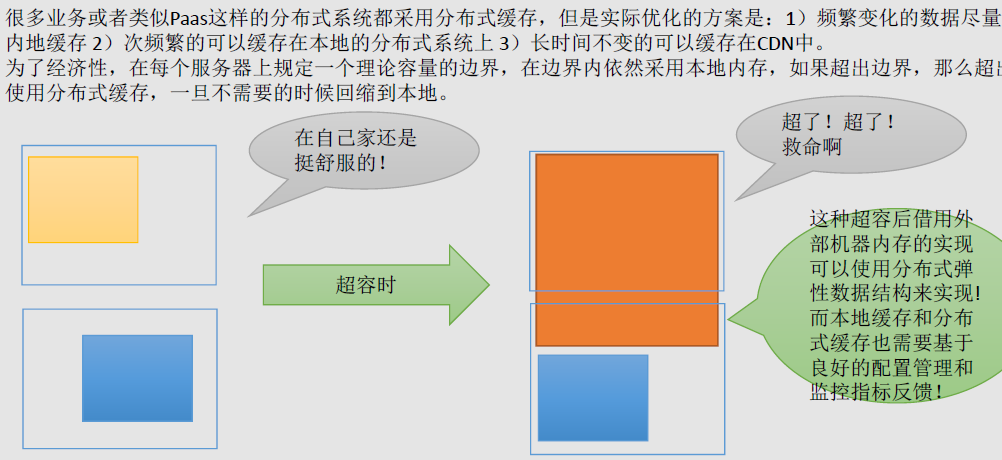 很多业务或者类似Paas这样的分布式系统都采用分布式缓存，但是实际优化的方案是：1）频繁变化的数据尽量
内地缓存 2）次频繁的可以缓存在本地的分布式系统上 3）长时间不变的可以缓存在CDN中。
为了经济性，在每个服务器上规定一个理论容量的边界，在边界内依然采用本地内存，如果超出边界，那么超出
使用分布式缓存，一旦不需要的时候回缩到本地。
在自己家还是
挺舒服的！
超了！超了！
救命啊
超容时
这种超容后借用外
部机器内存的实现
可以使用分布式弹
性数据结构来实现!
而本地缓存和分布
式缓存也需要基于
良好的配置管理和
监控指标反馈！